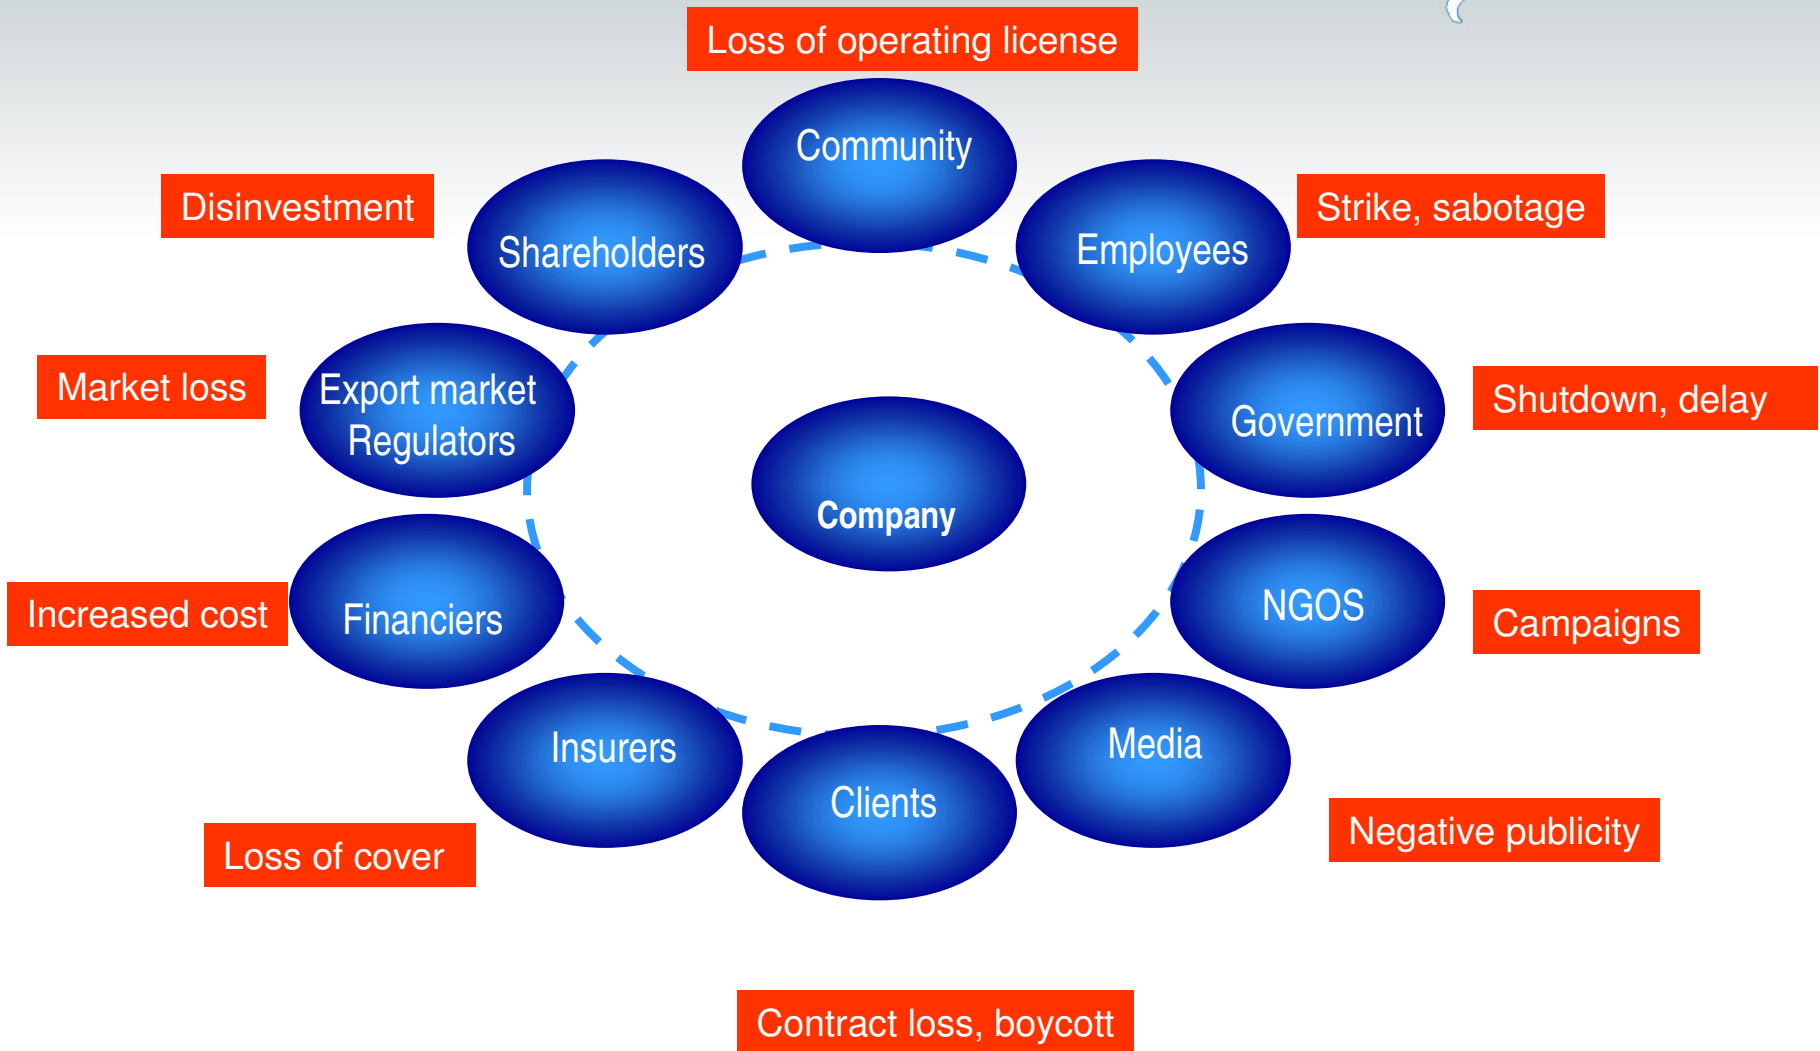 Loss of operating license
Community
Disinvestment
Shareholders
Employees
Strike, sabotage
Market loss
Export market
Regulators
Government
Shutdown, delay
Company
Increased cost
Financiers
NGOS
Campaigns
Insurers
Media
Clients
Loss of cover
Negative publicity
Contract loss, boycott